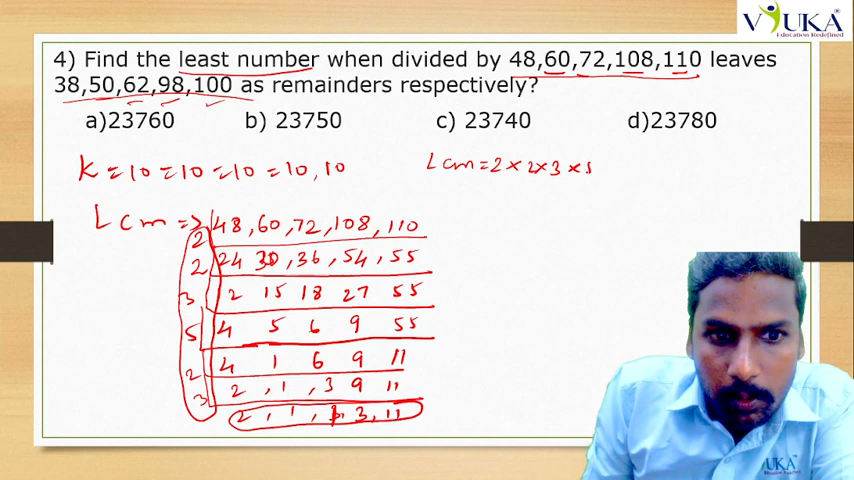 VYUKA
Education Redefined
4) Find the least number when divided by 48,60,72,108,110 leaves
38,50,62,98,100 as remainders respectively?
a)23760 b) 23750 c) 23740 d)23780
K = 10 = 10 = 10 = 10, 10
Lcm = 2 × 2 × 3 × 5
Lcm => 48, 60, 72, 108, 110
2
2 24 30, 36, 54, 55
3 2 15 18 27 55
5 4 5 6 9 55
2 4 1 6 9 11
3 2, 1, 3 9 11
2, 1, 1, 3, 11
UKA